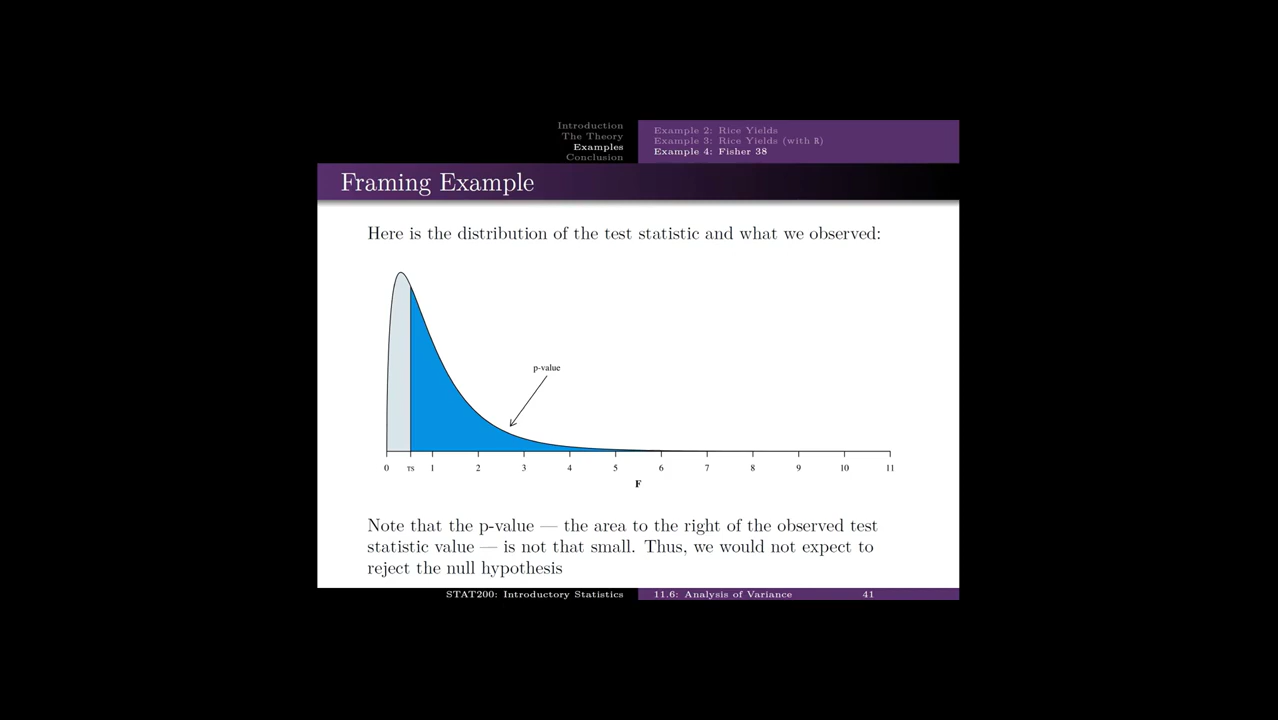 Introduction
The Theory
Examples
Conclusion
Example 2: Rice Yields
Example 3: Rice Yields (with R)
Example 4: Fisher 38
Framing Example
Here is the distribution of the test statistic and what we observed:
p-value
0 TS 1 2 3 4 5 6 7 8 9 10 11
F
Note that the p-value — the area to the right of the observed test
statistic value — is not that small. Thus, we would not expect to
reject the null hypothesis
STAT200: Introductory Statistics
11.6: Analysis of Variance 41